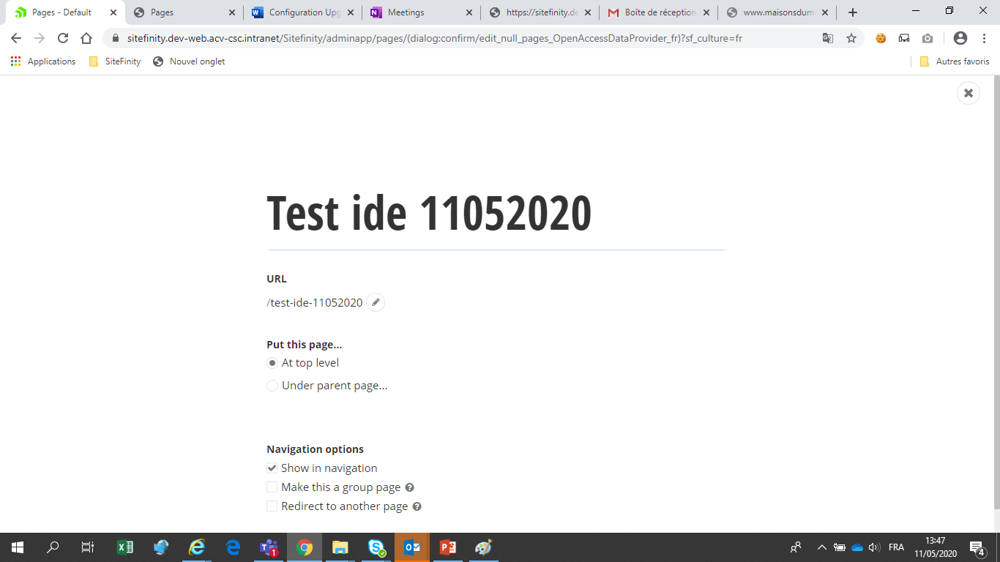 Pages - Default
Pages
Configuration Upg
Meetings
https://sitefinity.de
Boîte de réception
www.maisonsdum
sitefinity.dev-web.acv-csc.intranet/Sitefinity/adminapp/pages/(dialog:confirm/edit_null_pages_OpenAccessDataProvider_fr)?sf_culture=fr
Applications
SiteFinity
Nouvel onglet
Autres favoris
Test ide 11052020
URL
/test-ide-11052020
Put this page...
At top level
Under parent page...
Navigation options
Show in navigation
Make this a group page
Redirect to another page
FRA
13:47
11/05/2020
1
4